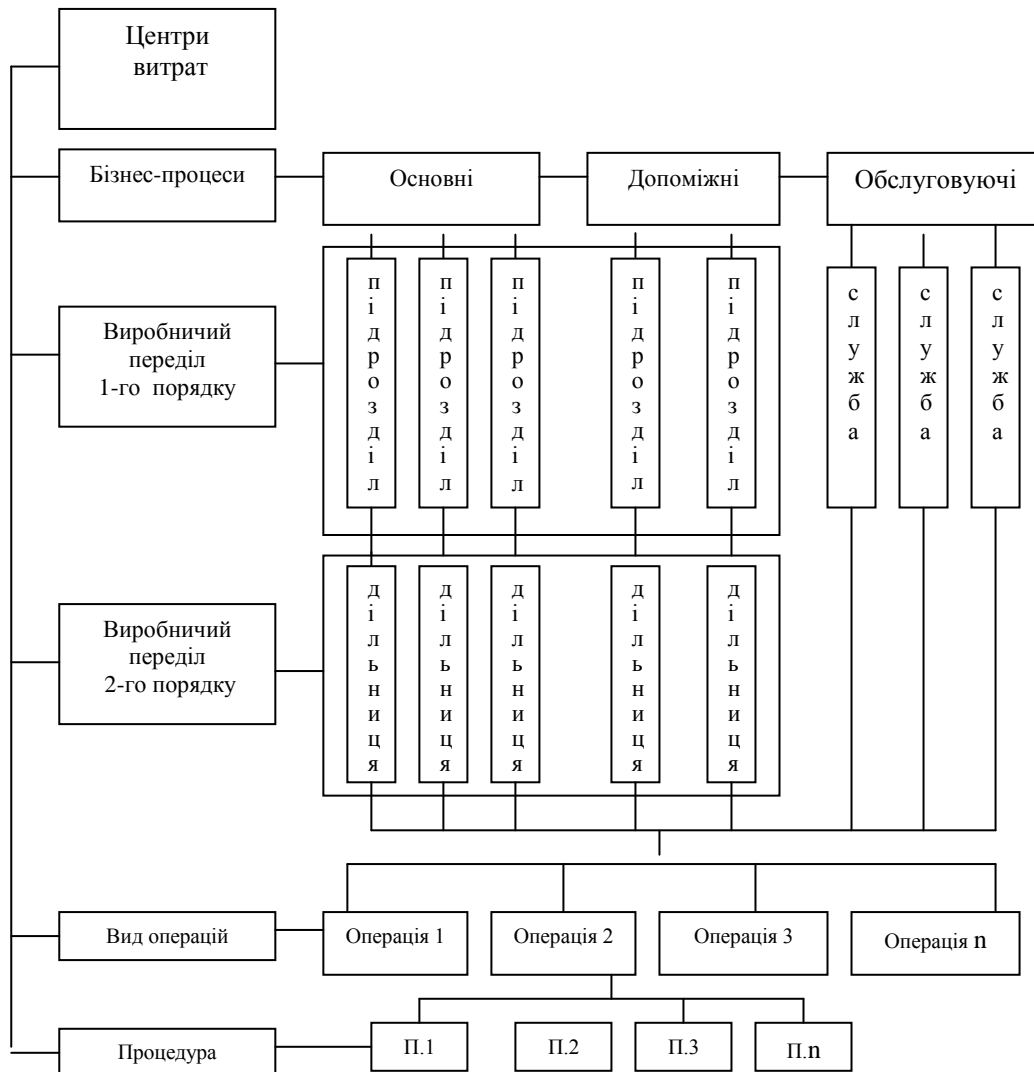 Центри
витрат
Бізнес-процеси
Основні
Допоміжні
Обслуговуючі
Виробничий
переділ
1-го порядку
підрозділ
підрозділ
підрозділ
підрозділ
підрозділ
служба
служба
служба
Виробничий
переділ
2-го порядку
дільниця
дільниця
дільниця
дільниця
дільниця
Вид операцій
Операція 1
Операція 2
Операція 3
Операція n
Процедура
П.1
П.2
П.3
П.n